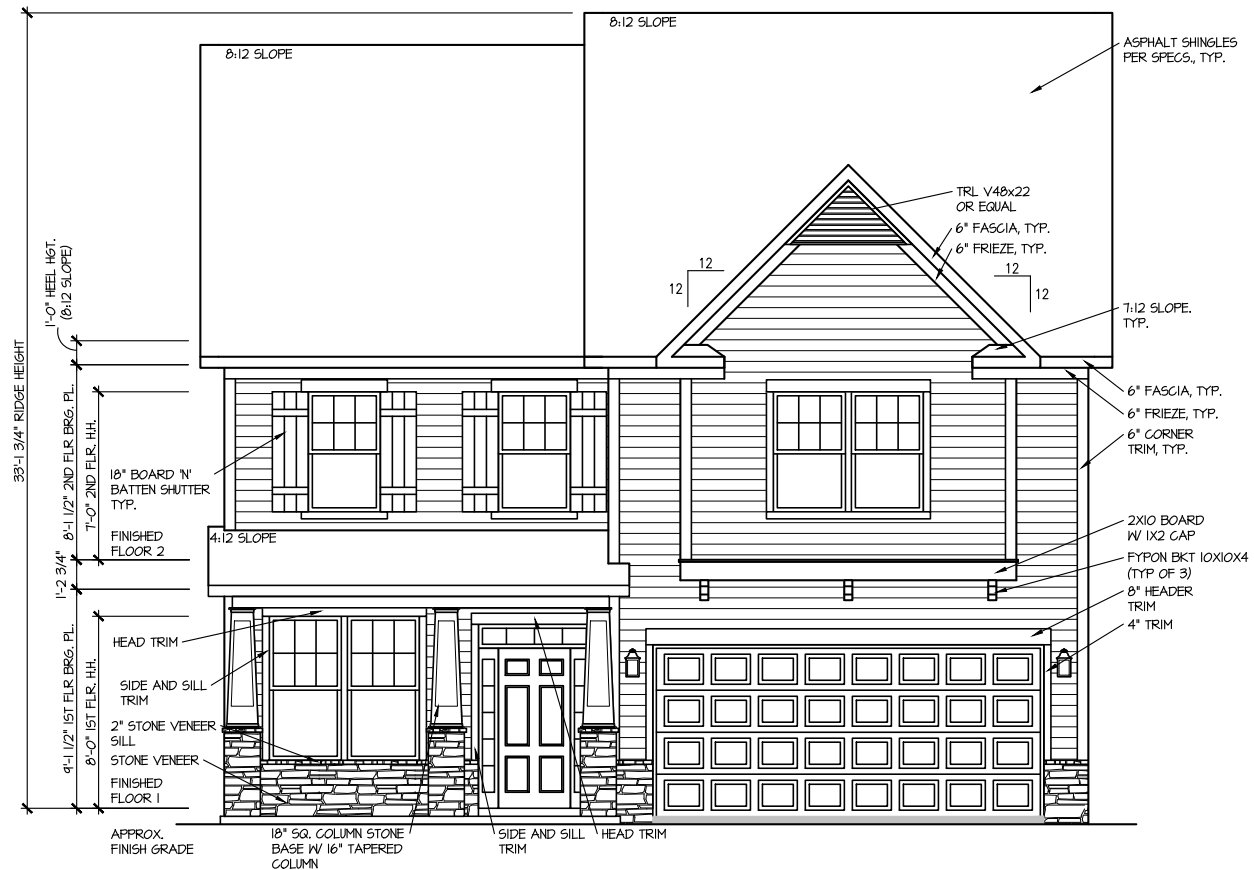 8:12 SLOPE
8:12 SLOPE
ASPHALT SHINGLES
PER SPECS., TYP.
TRL V48x22
OR EQUAL
6" FASCIA, TYP.
6" FRIEZE, TYP.
12
12
12
12
7:12 SLOPE.
TYP.
1'-0" HEEL HGT.
(8:12 SLOPE)
33'-1 3/4" RIDGE HEIGHT
8'-1 1/2" 2ND FLR BRG. PL.
7'-0" 2ND FLR. H.H.
6" FASCIA, TYP.
6" FRIEZE, TYP.
6" CORNER
TRIM, TYP.
18" BOARD 'N'
BATTEN SHUTTER
TYP.
FINISHED
FLOOR 2
4:12 SLOPE
2X10 BOARD
W/ 1X2 CAP
FYPON BKT 10X10X4
(TYP OF 3)
8" HEADER
TRIM
4" TRIM
1'-2 3/4"
9'-1 1/2" 1ST FLR BRG. PL.
8'-0" 1ST FLR. H.H.
HEAD TRIM
SIDE AND SILL
TRIM
2" STONE VENEER
SILL
STONE VENEER
FINISHED
FLOOR 1
APPROX.
FINISH GRADE
18" SQ. COLUMN STONE
BASE W/ 16" TAPERED
COLUMN
SIDE AND SILL
TRIM
HEAD TRIM